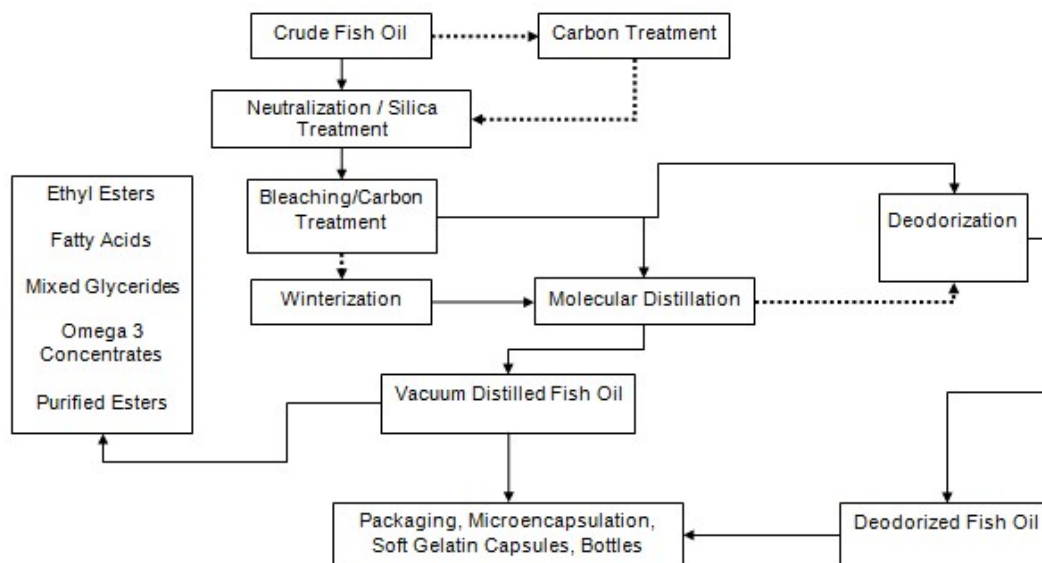 Crude Fish Oil
Carbon Treatment
Neutralization / Silica
Treatment
Bleaching/Carbon
Treatment
Deodorization
Ethyl Esters
Fatty Acids
Mixed Glycerides
Omega 3
Concentrates
Purified Esters
Winterization
Molecular Distillation
Vacuum Distilled Fish Oil
Packaging, Microencapsulation,
Soft Gelatin Capsules, Bottles
Deodorized Fish Oil